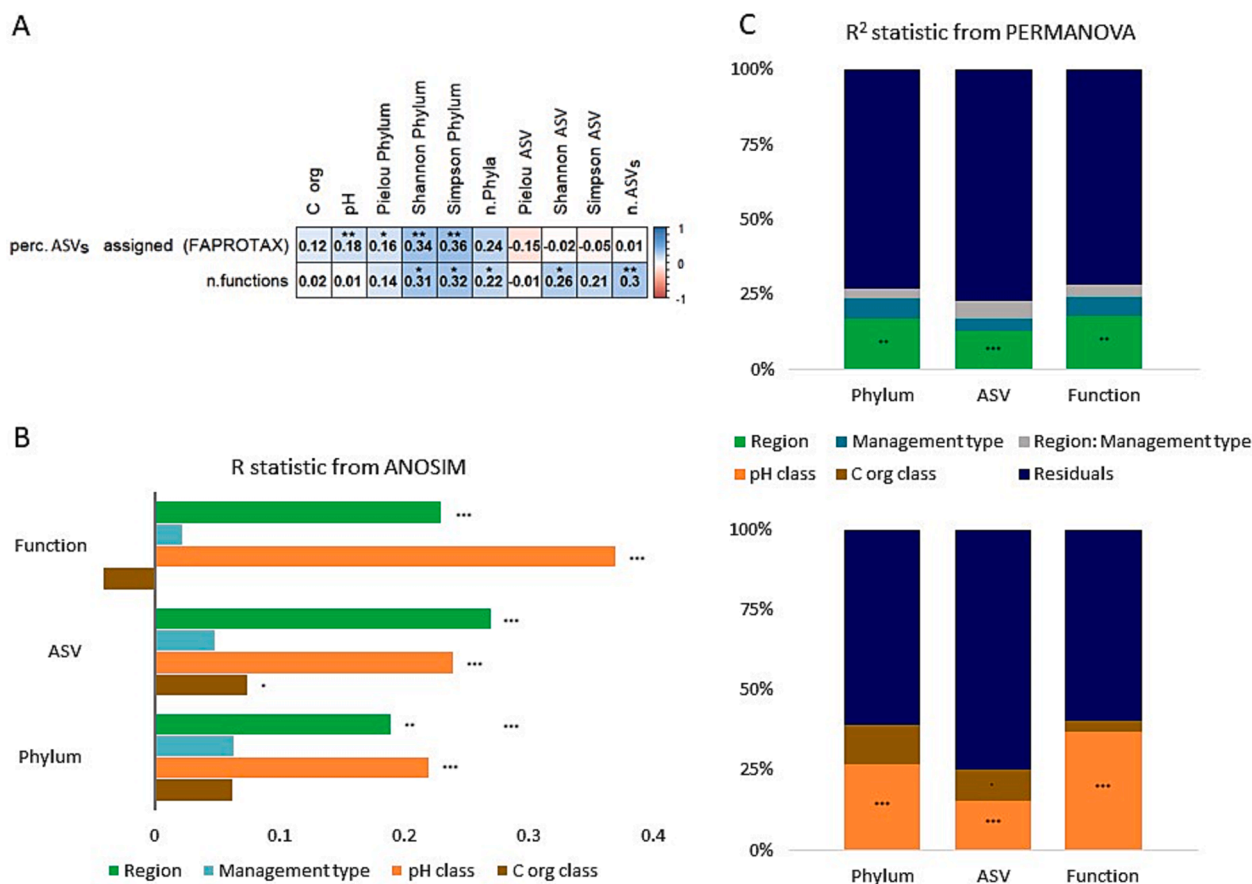 A
C org
pH
Pielou Phylum
Shannon Phylum
Simpson Phylum
n.Phyla
Pielou ASV
Shannon ASV
Simpson ASV
n. ASVs
perc. ASVs assigned (FAPROTAX) 0.12 **0.18 *0.16 **0.34 **0.36 0.24 -0.15 -0.02 -0.05 0.01
n.functions 0.02 0.01 0.14 *0.31 *0.32 *0.22 -0.01 *0.26 0.21 **0.3
1
0
-1
B
R statistic from ANOSIM
Function
•••
•••
ASV
•••
•••
•
Phylum
•• •••
•••
0 0.1 0.2 0.3 0.4
Region Management type pH class C org class
C
R² statistic from PERMANOVA
100%
75%
50%
25%
0%
•• ••• ••
Phylum ASV Function
Region Management type Region: Management type
pH class C org class Residuals
100%
75%
50%
25%
0%
•
••• ••• •••
Phylum ASV Function